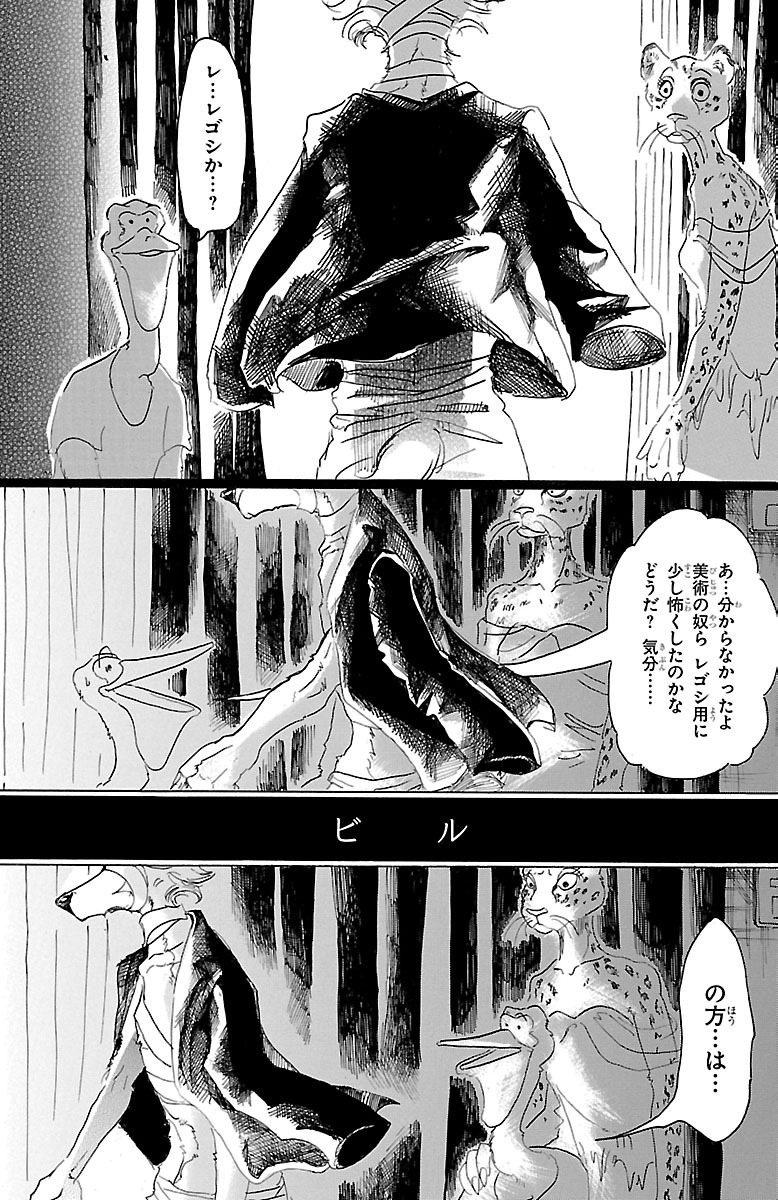 レ…レゴシか…？
あ…分からなかったよ
美術の奴ら レゴシ用に
少し怖くしたのかな
どうだ？ 気分……
ビル
の方…は…